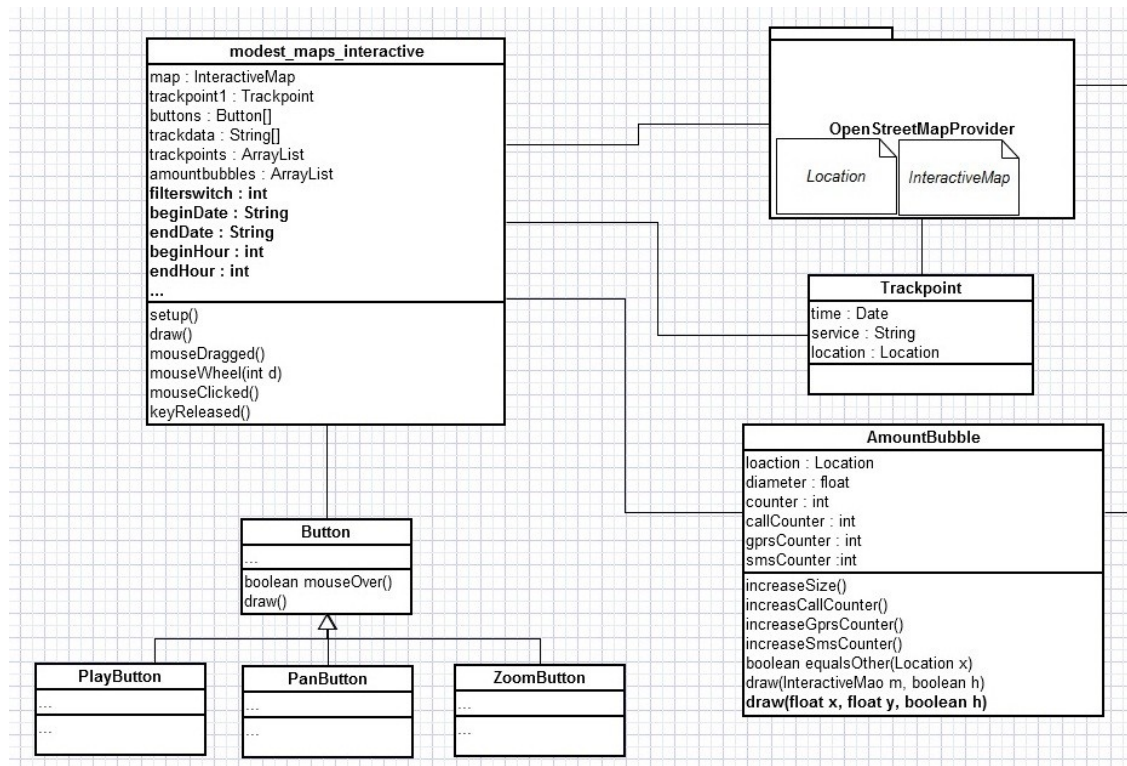 modest_maps_interactive
map : InteractiveMap
trackpoint1 : Trackpoint
buttons : Button[]
trackdata : String[]
trackpoints : ArrayList
amountbubbles : ArrayList
filterswitch : int
beginDate : String
endDate : String
beginHour : int
endHour : int
...
setup()
draw()
mouseDragged()
mouseWheel(int d)
mouseClicked()
keyReleased()
OpenStreetMapProvider
Location
InteractiveMap
Trackpoint
time : Date
service : String
location : Location
AmountBubble
loaction : Location
diameter : float
counter : int
callCounter : int
gprsCounter : int
smsCounter :int
increaseSize()
increasCallCounter()
increaseGprsCounter()
increaseSmsCounter()
boolean equalsOther(Location x)
draw(InteractiveMao m, boolean h)
draw(float x, float y, boolean h)
Button
...
boolean mouseOver()
draw()
PlayButton
...
...
PanButton
...
...
ZoomButton
...
...